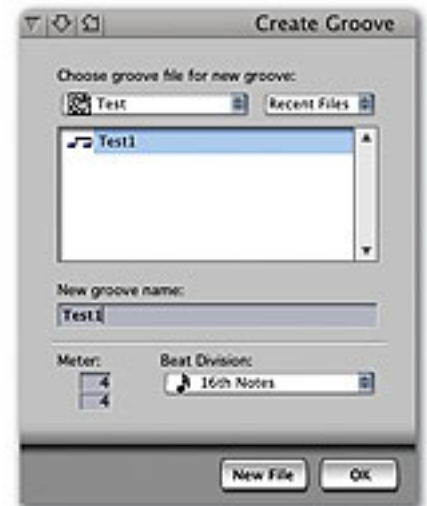 Create Groove
Choose groove file for new groove:
Test Recent Files
Test1
New groove name:
Test1
Meter: Beat Division:
4 16th Notes
4
New File OK